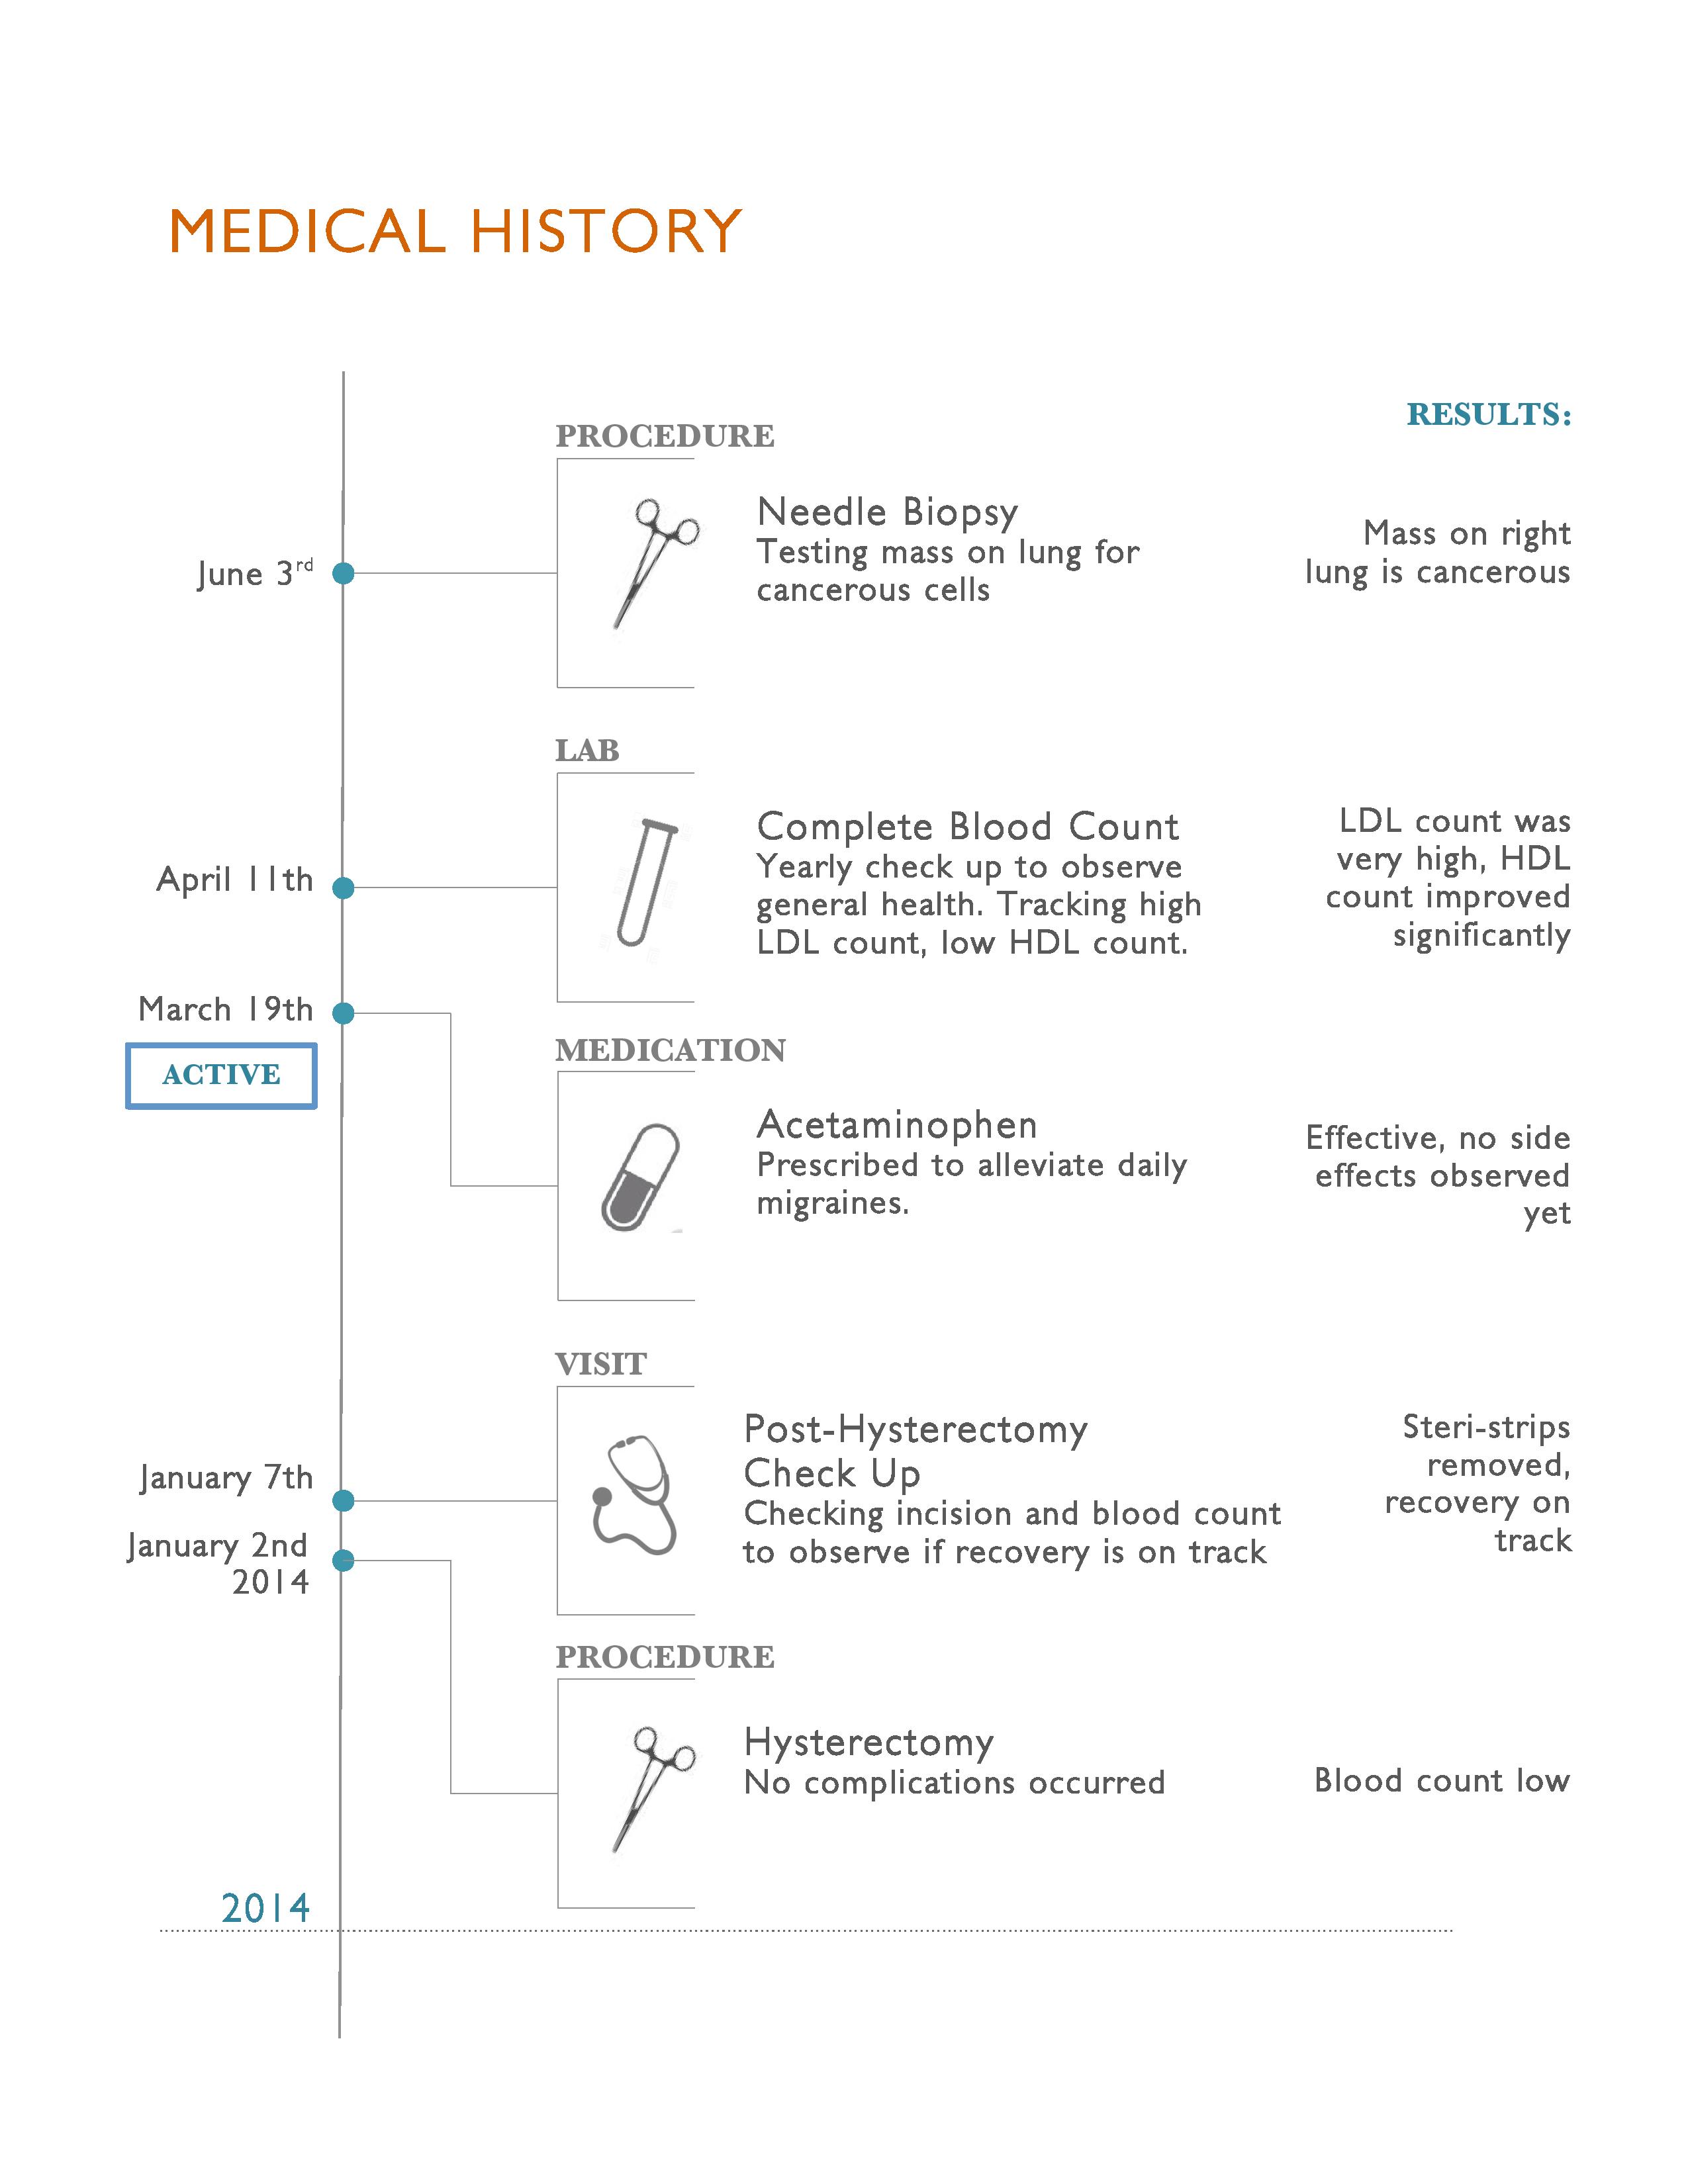 MEDICAL HISTORY
RESULTS:
PROCEDURE
June 3rd
Needle Biopsy
Testing mass on lung for
cancerous cells
Mass on right
lung is cancerous
LAB
April 11th
Complete Blood Count
Yearly check up to observe
general health. Tracking high
LDL count, low HDL count.
LDL count was
very high, HDL
count improved
significantly
March 19th
ACTIVE
MEDICATION
Acetaminophen
Prescribed to alleviate daily
migraines.
Effective, no side
effects observed
yet
VISIT
January 7th
Post-Hysterectomy
Check Up
Checking incision and blood count
to observe if recovery is on track
Steri-strips
removed,
recovery on
track
January 2nd
2014
PROCEDURE
Hysterectomy
No complications occurred
Blood count low
2014